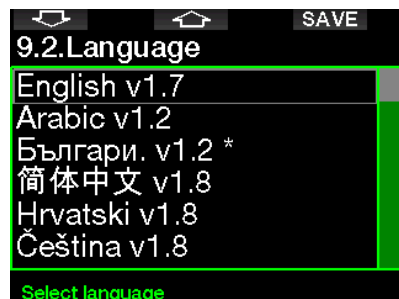 SAVE
9.2.Language
English v1.7
Arabic v1.2
Българи. v1.2 *
简体中文 v1.8
Hrvatski v1.8
Čeština v1.8
Select language